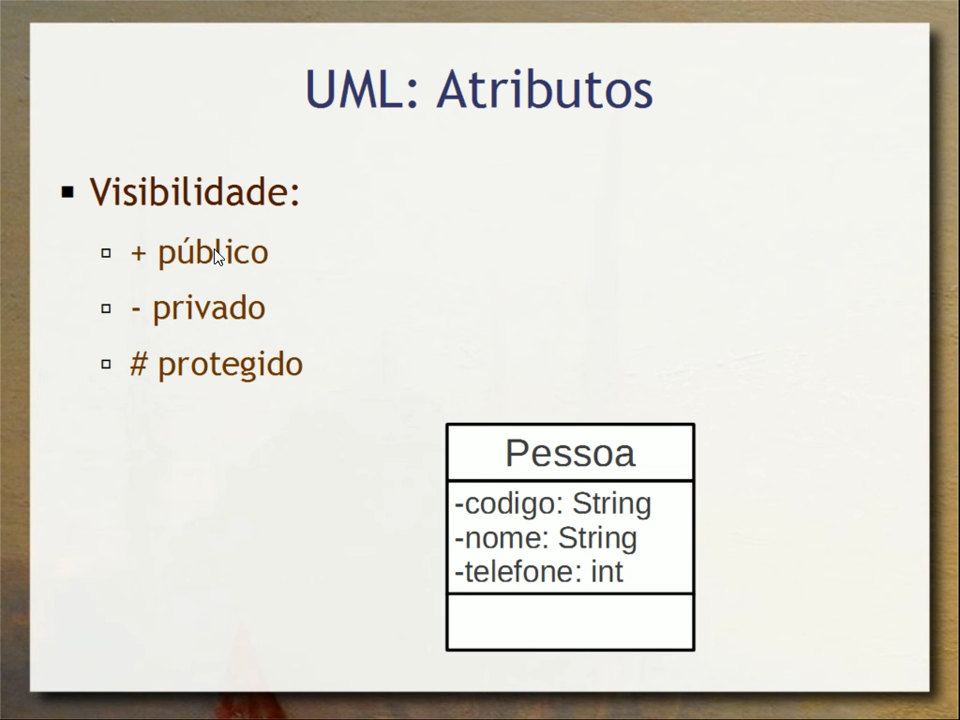 UML: Atributos
Visibilidade:
+ público
- privado
# protegido
Pessoa
-codigo: String
-nome: String
-telefone: int